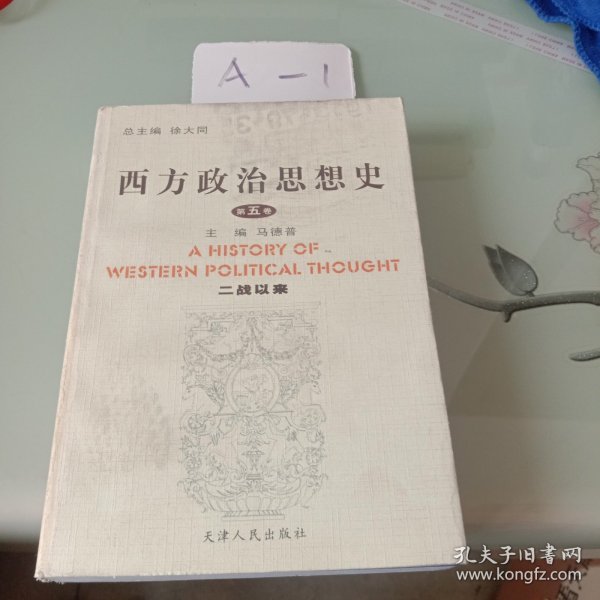 A-1
总主编 徐大同
西方政治思想史
第五卷
主 编 马德普
A HISTORY OF
WESTERN POLITICAL THOUGHT
二战以来
天津人民出版社
孔夫子旧书网
www.kongfz.com